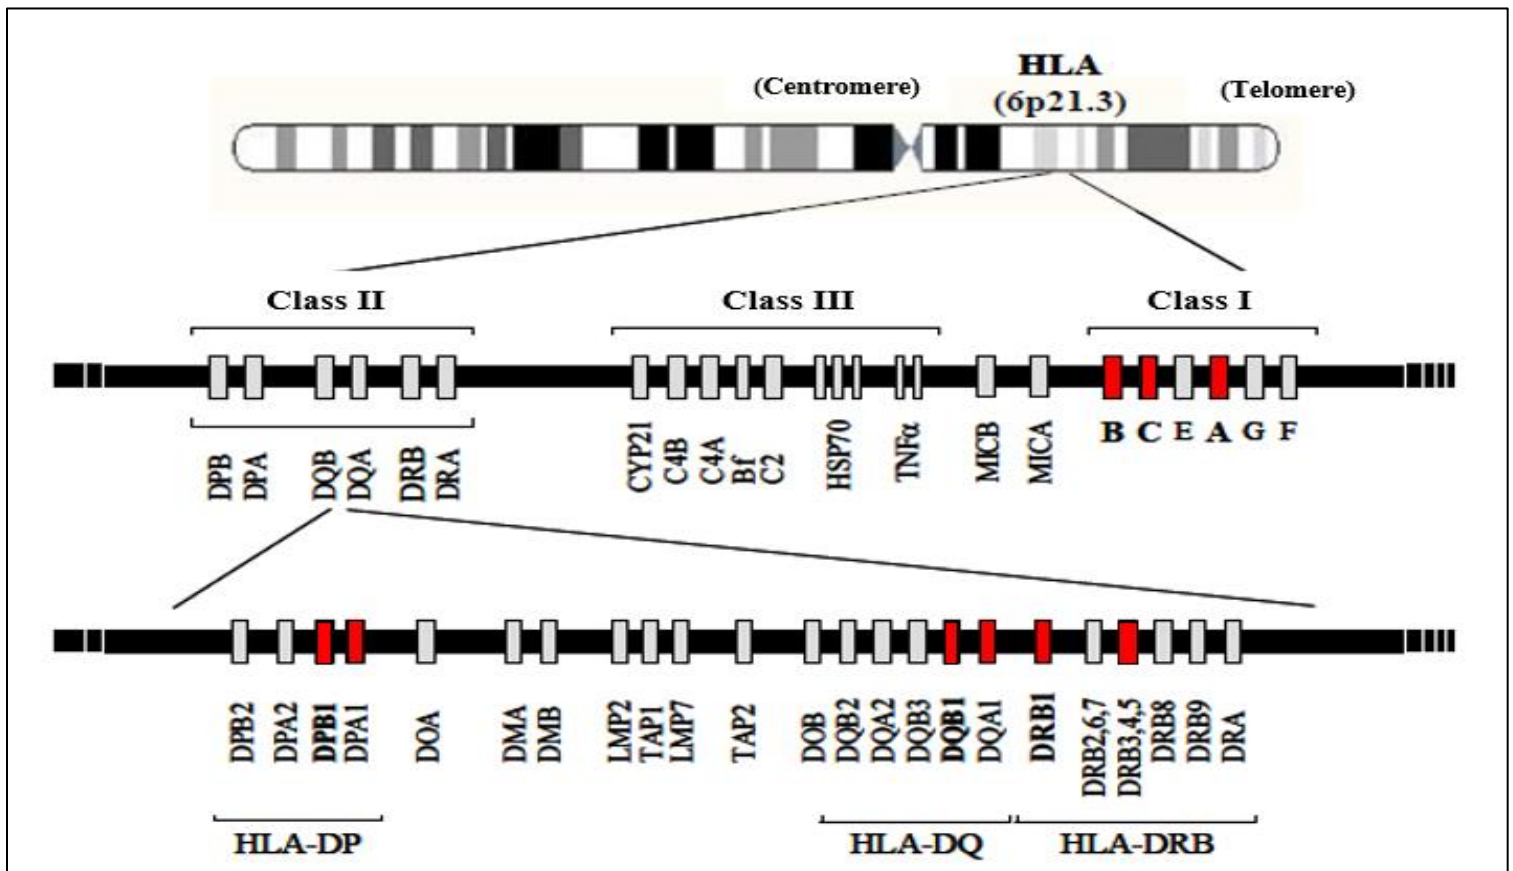 HLA
(Centromere) (6p21.3) (Telomere)
Class II Class III Class I
DPB DPA DQB DQA DRB DRA CYP21 C4B C4A Bf C2 HSP70 TNFα MICB MICA B C E A G F
DPB2 DPA2 DPB1 DPA1 DOA DMA DMB LMP2 TAP1 LMP7 TAP2 DOB DQB2 DQA2 DQB3 DQB1 DQA1 DRB1 DRB2,6,7 DRB3,4,5 DRB8 DRB9 DRA
HLA-DP HLA-DQ HLA-DRB